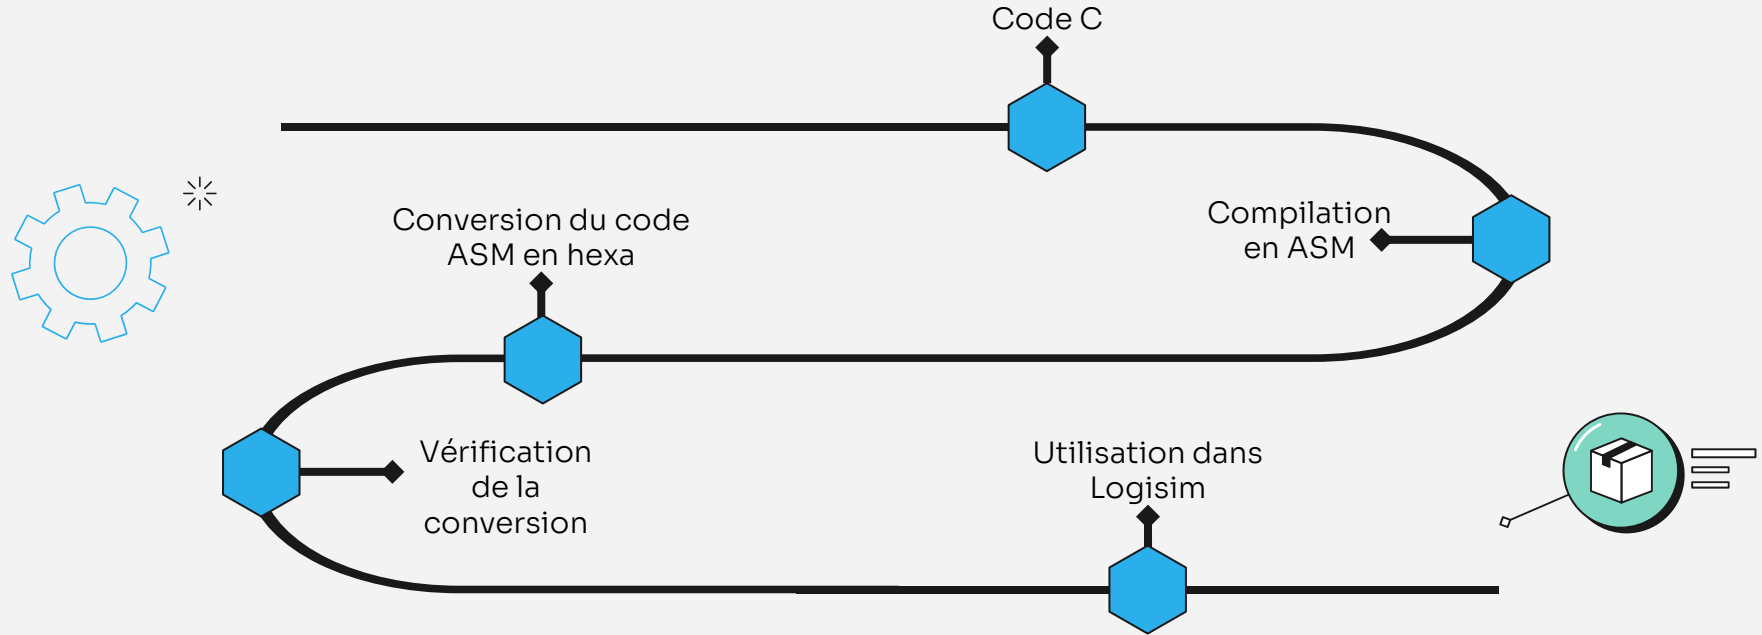 Code C
Compilation
en ASM
Conversion du code
ASM en hexa
Vérification
de la
conversion
Utilisation dans
Logisim